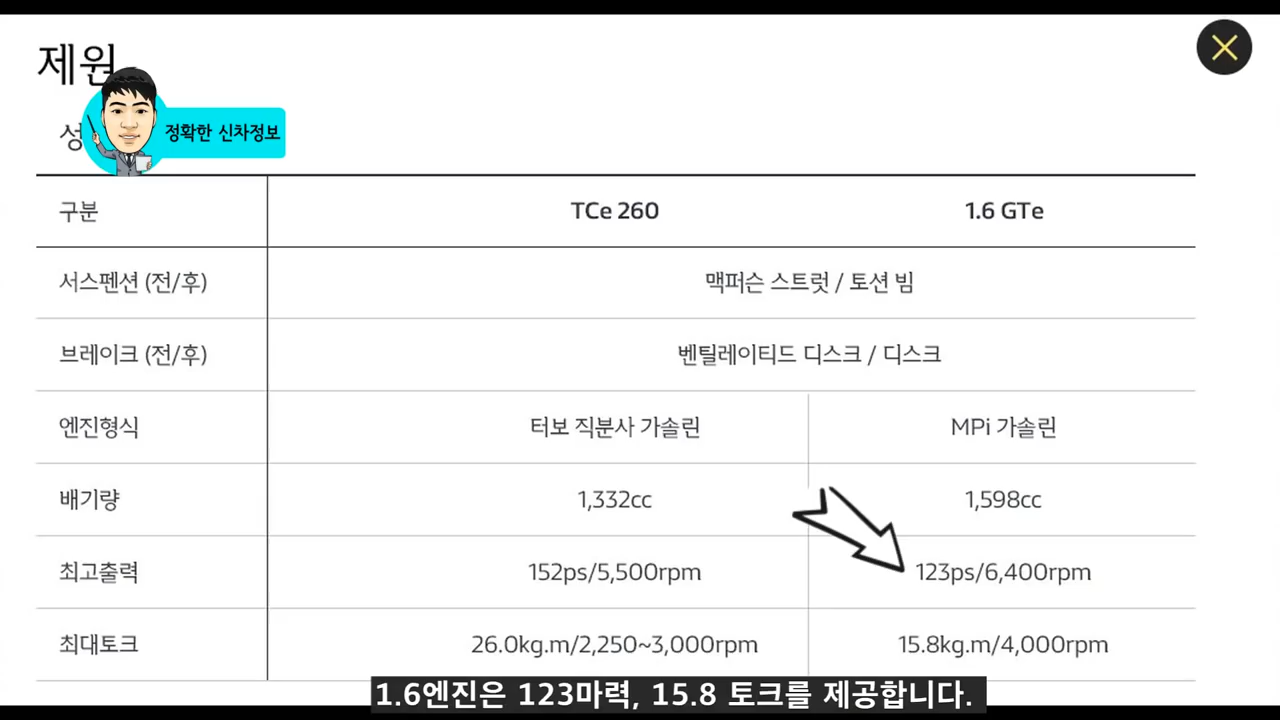 제원
성
정확한 신차정보
구분 TCe 260 1.6 GTe
서스펜션 (전/후) 맥퍼슨 스트럿 / 토션 빔
브레이크 (전/후) 벤틸레이티드 디스크 / 디스크
엔진형식 터보 직분사 가솔린 MPi 가솔린
배기량 1,332cc 1,598cc
최고출력 152ps/5,500rpm 123ps/6,400rpm
최대토크 26.0kg.m/2,250~3,000rpm 15.8kg.m/4,000rpm
1.6엔진은 123마력, 15.8 토크를 제공합니다.